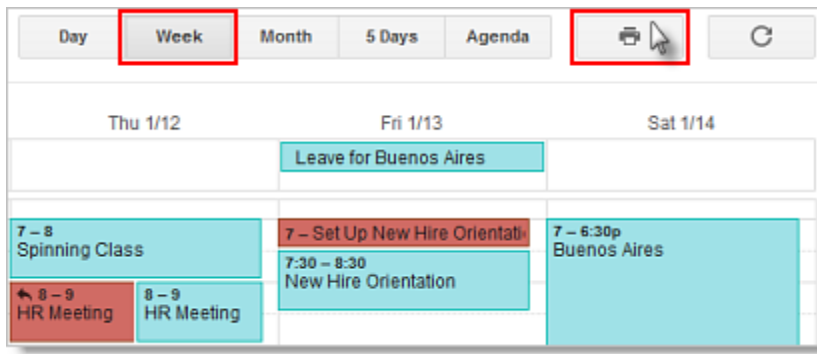 Day Week Month 5 Days Agenda
Thu 1/12 Fri 1/13 Sat 1/14
Leave for Buenos Aires
7 – 8
Spinning Class
8 – 9
HR Meeting
8 – 9
HR Meeting
7 – Set Up New Hire Orientati
7:30 – 8:30
New Hire Orientation
7 – 6:30p
Buenos Aires